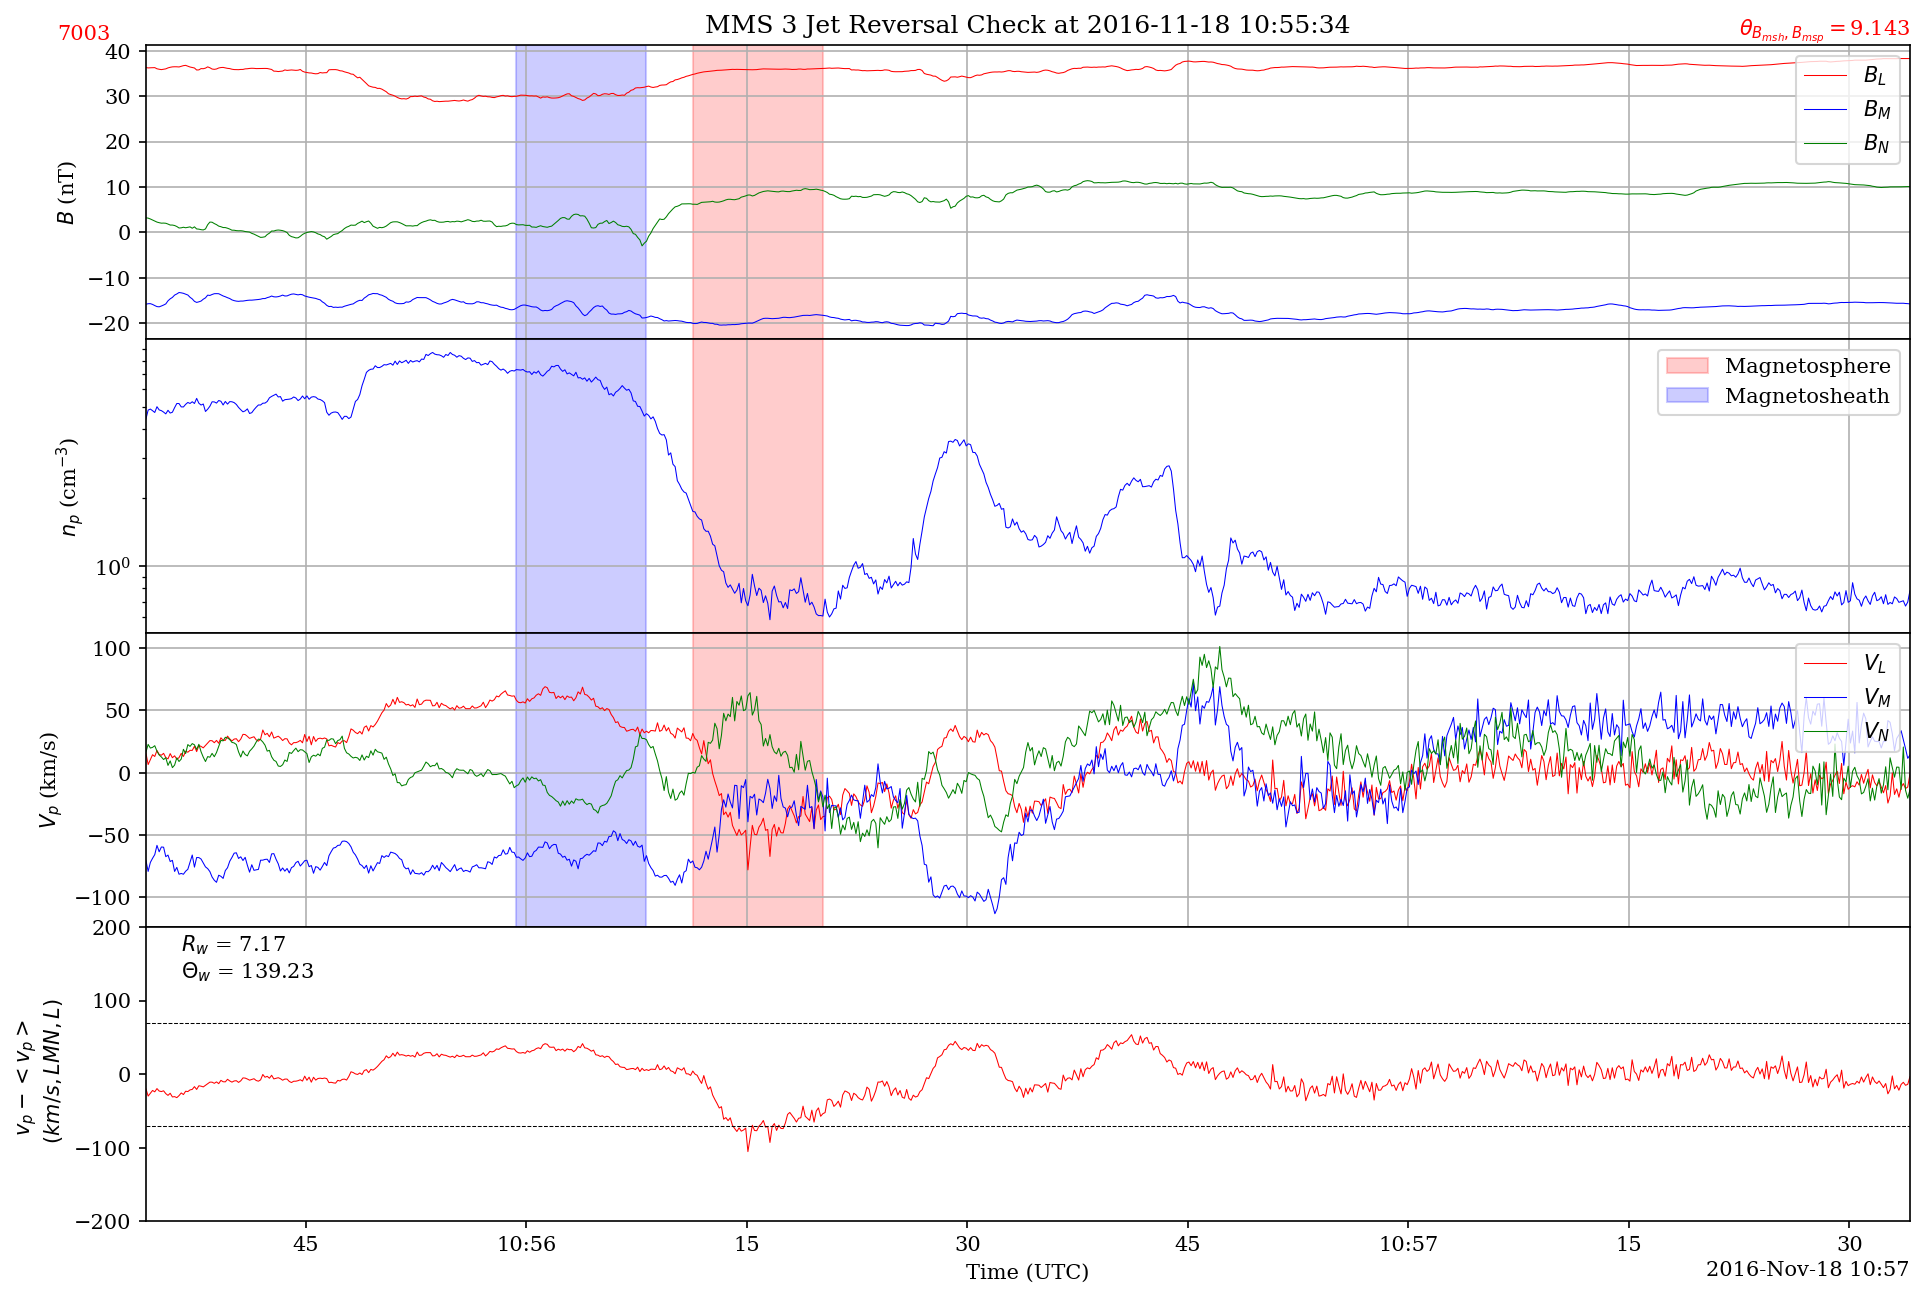 7003
MMS 3 Jet Reversal Check at 2016-11-18 10:55:34
θ_{B_{msh}, B_{msp}} = 9.143
40
30
20
10
0
−10
−20
B (nT)
B_L
B_M
B_N
10^0
n_p (cm^{−3})
Magnetosphere
Magnetosheath
100
50
0
−50
−100
V_p (km/s)
V_L
V_M
V_N
200
100
0
−100
−200
v_p − < v_p >
(km/s, LMN, L)
R_w = 7.17
Θ_w = 139.23
45
10:56
15
30
45
10:57
15
30
Time (UTC)
2016-Nov-18 10:57